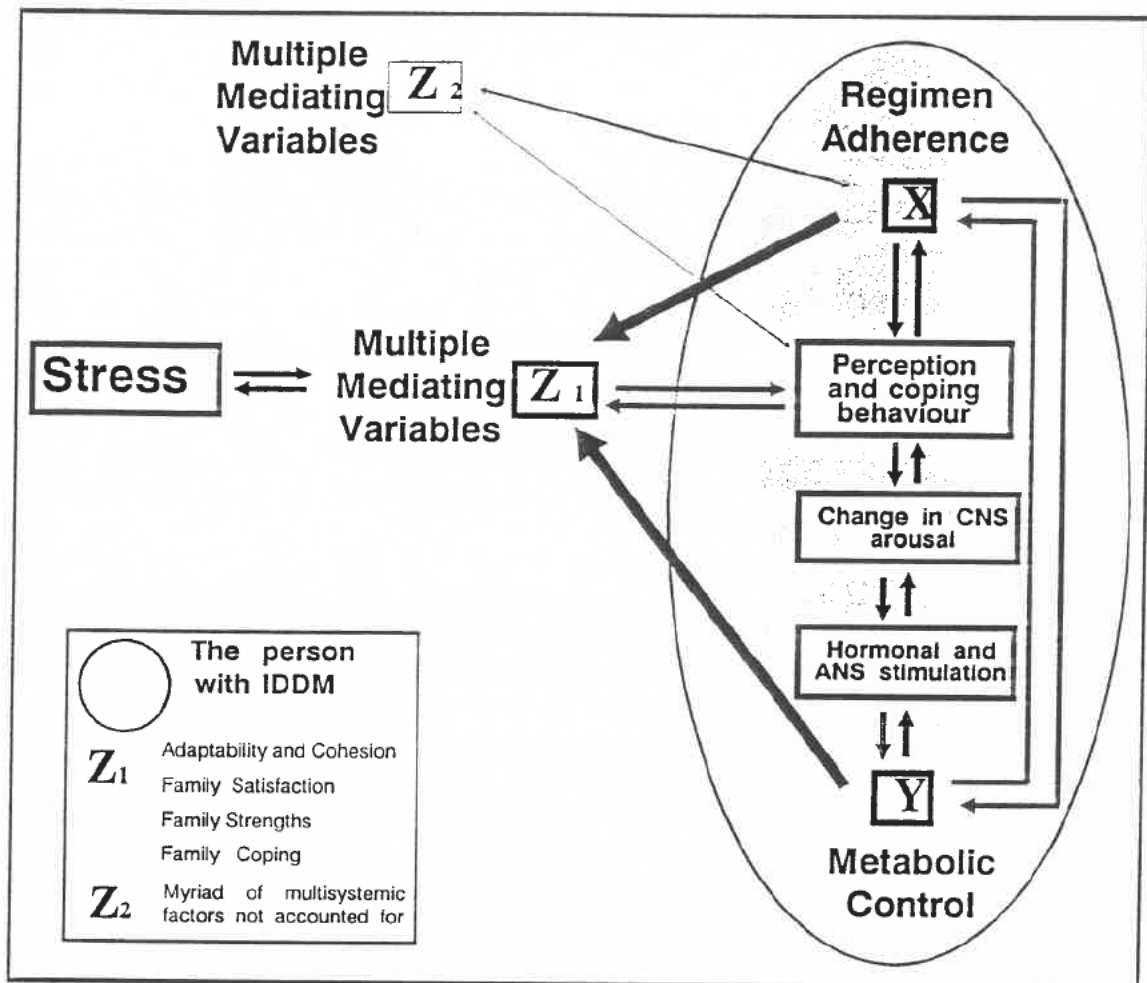 Multiple
Mediating
Variables
Z 2
Regimen
Adherence
X
Stress
Multiple
Mediating
Variables
Z 1
Perception
and coping
behaviour
Change in CNS
arousal
Hormonal and
ANS stimulation
Y
Metabolic
Control
The person
with IDDM
Z1
Adaptability and Cohesion
Family Satisfaction
Family Strengths
Family Coping
Z2
Myriad of multisystemic
factors not accounted for